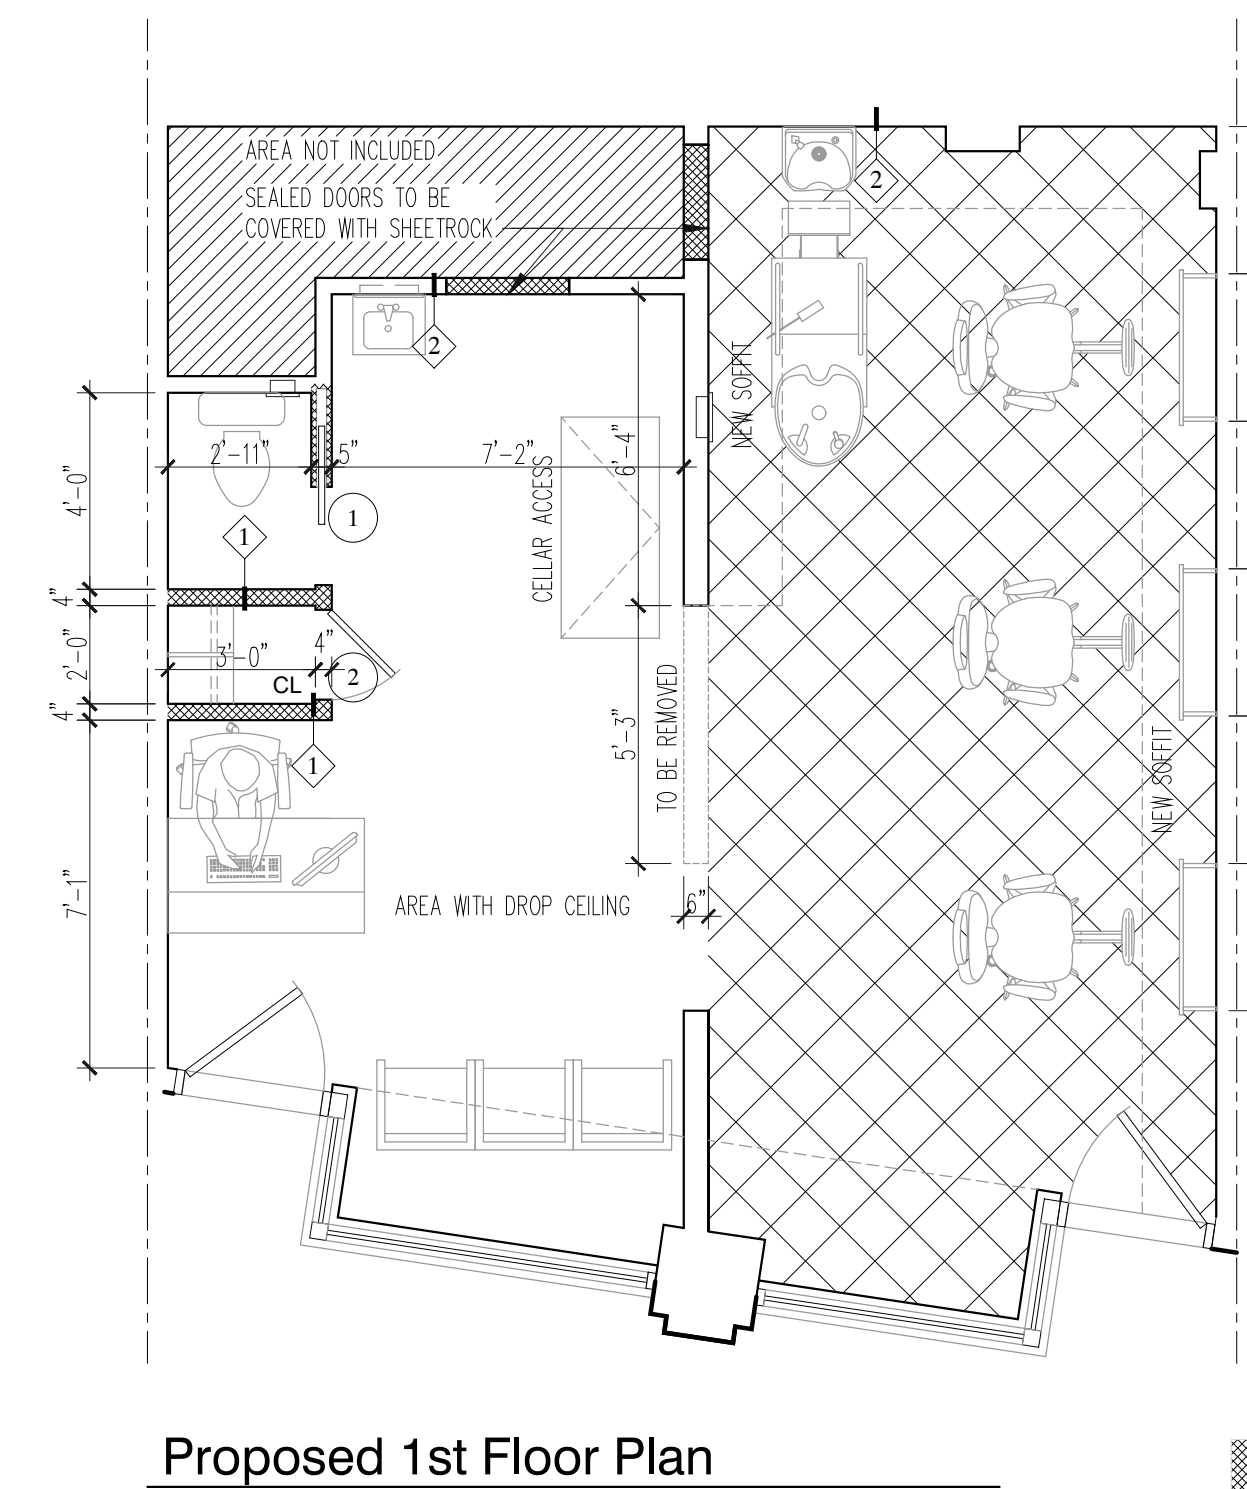 AREA NOT INCLUDED
SEALED DOORS TO BE
COVERED WITH SHEETROCK
2
2
NEW SOFFIT
6'-4"
2'-11"
5"
7'-2"
CELLAR ACCESS
4'-0"
1
1
4"
2'-0"
3'-0"
4"
CL
2
4"
1
5'-3"
TO BE REMOVED
NEW SOFFIT
7'-1"
AREA WITH DROP CEILING
6"
Proposed 1st Floor Plan